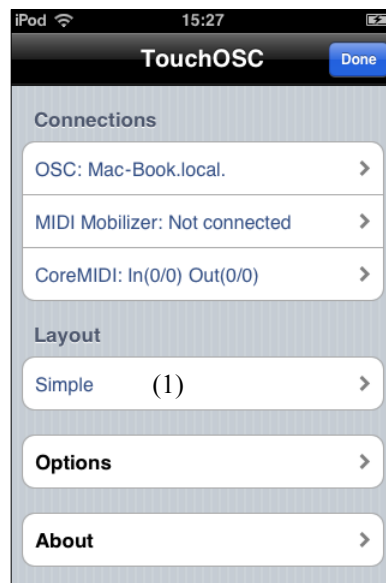 iPod 15:27
TouchOSC Done
Connections
OSC: Mac-Book.local.
MIDI Mobilizer: Not connected
CoreMIDI: In(0/0) Out(0/0)
Layout
Simple (1)
Options
About